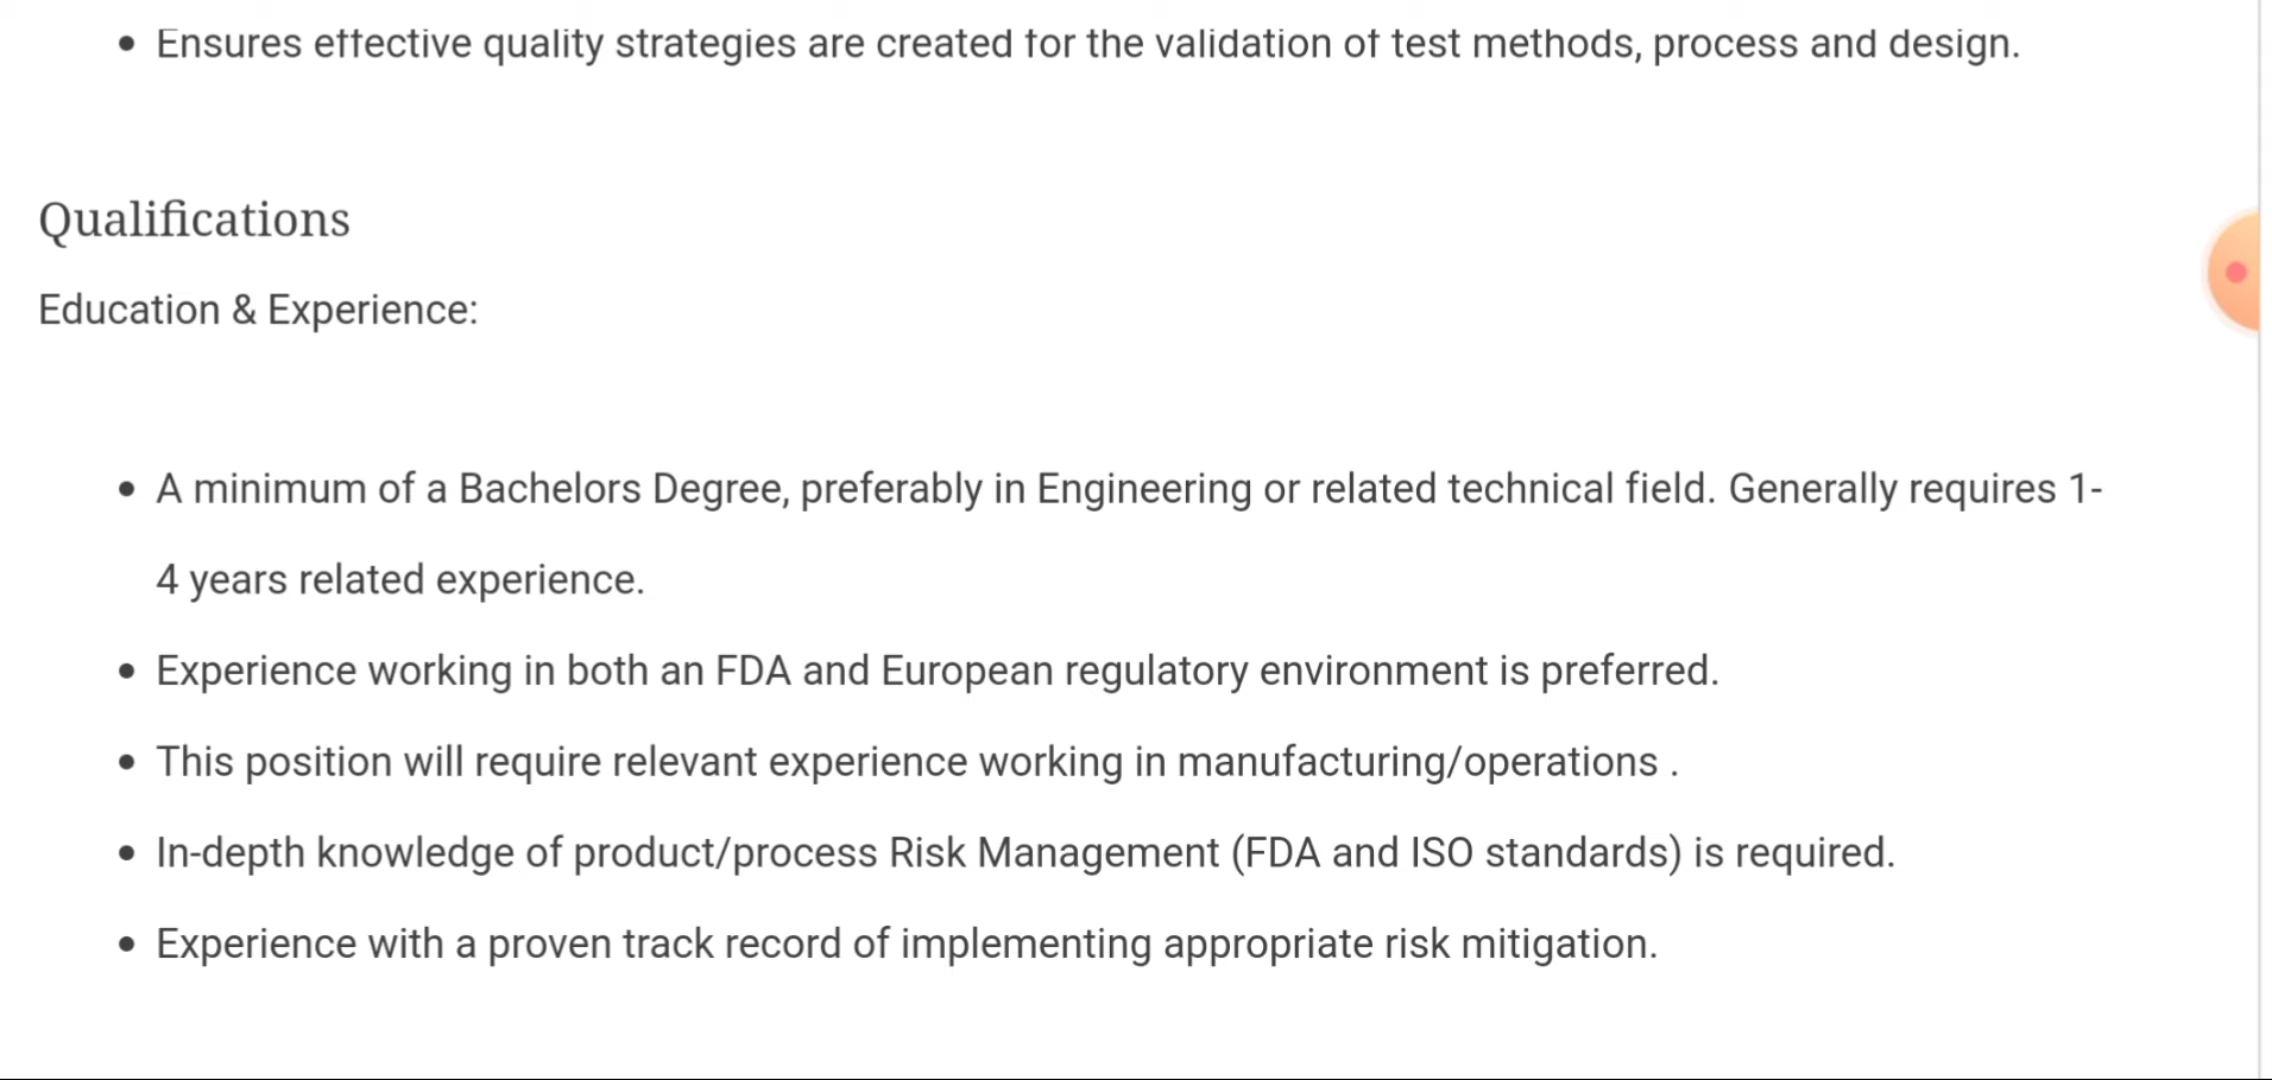 • Ensures effective quality strategies are created for the validation of test methods, process and design.
Qualifications
Education & Experience:
• A minimum of a Bachelors Degree, preferably in Engineering or related technical field. Generally requires 1-
4 years related experience.
• Experience working in both an FDA and European regulatory environment is preferred.
• This position will require relevant experience working in manufacturing/operations .
• In-depth knowledge of product/process Risk Management (FDA and ISO standards) is required.
• Experience with a proven track record of implementing appropriate risk mitigation.